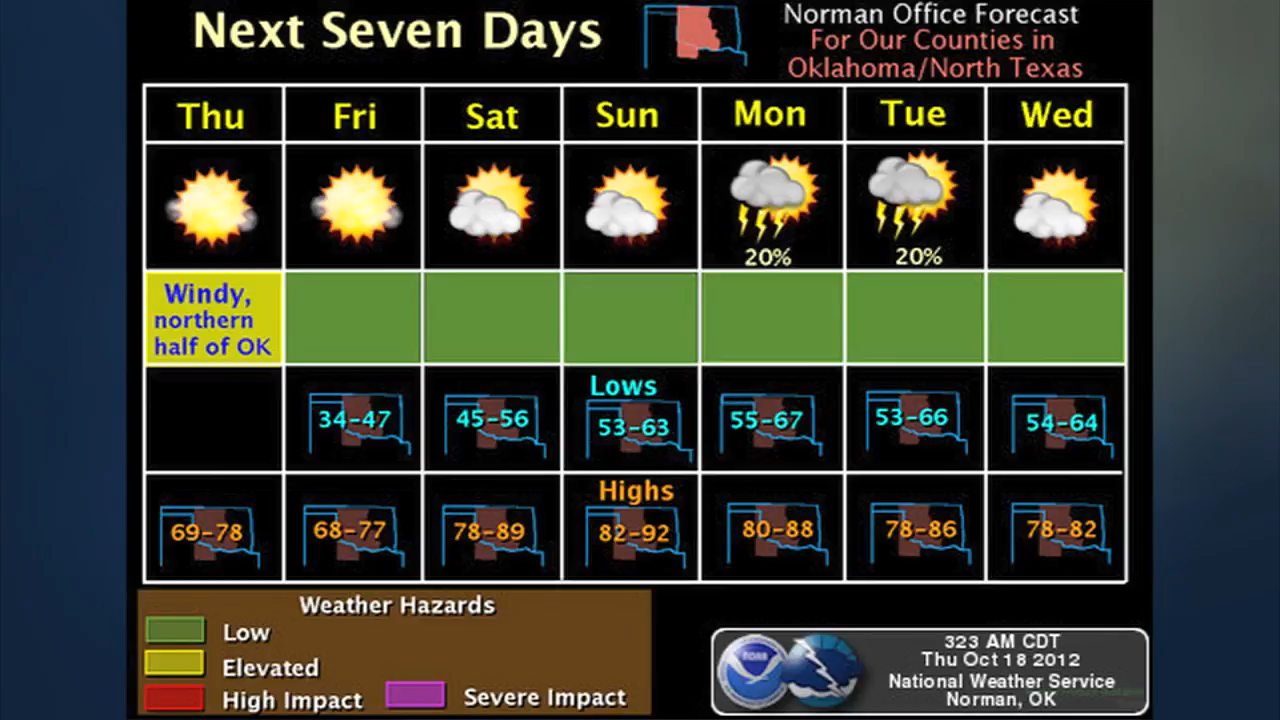 Next Seven Days
Norman Office Forecast
For Our Counties in
Oklahoma/North Texas
Thu Fri Sat Sun Mon Tue Wed
20% 20%
Windy,
northern
half of OK
Lows
34-47 45-56 53-63 55-67 53-66 54-64
Highs
69-78 68-77 78-89 82-92 80-88 78-86 78-82
Weather Hazards
Low
Elevated
High Impact Severe Impact
NOAA
323 AM CDT
Thu Oct 18 2012
National Weather Service
Norman, OK